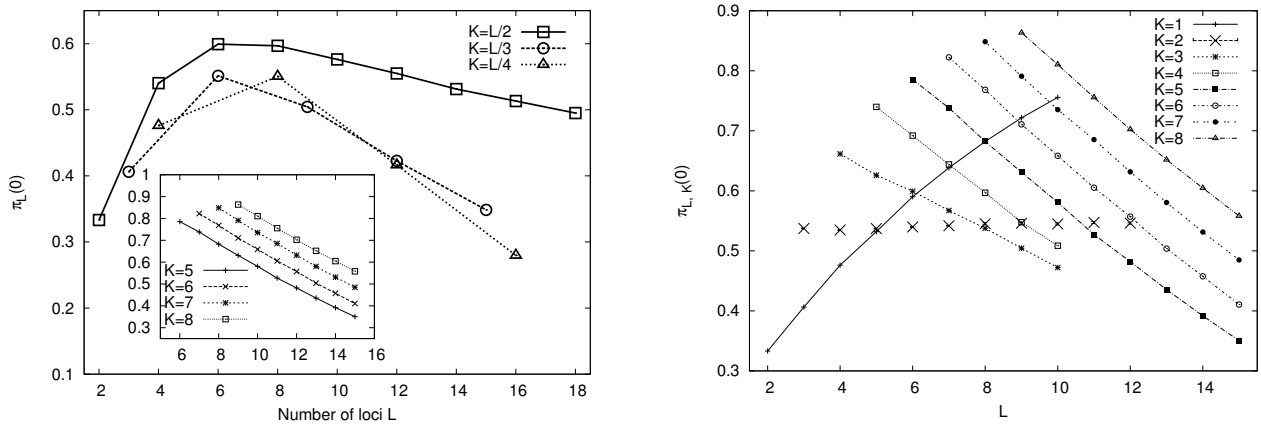 π_L(0)
0.6
0.5
0.4
0.3
0.2
0.1
K=L/2
K=L/3
K=L/4
1
0.9
0.8
0.7
0.6
0.5
0.4
0.3
K=5
K=6
K=7
K=8
6 8 10 12 14 16
2 4 6 8 10 12 14 16 18
Number of loci L
π_{L, K}(0)
0.9
0.8
0.7
0.6
0.5
0.4
0.3
K=1
K=2
K=3
K=4
K=5
K=6
K=7
K=8
2 4 6 8 10 12 14
L